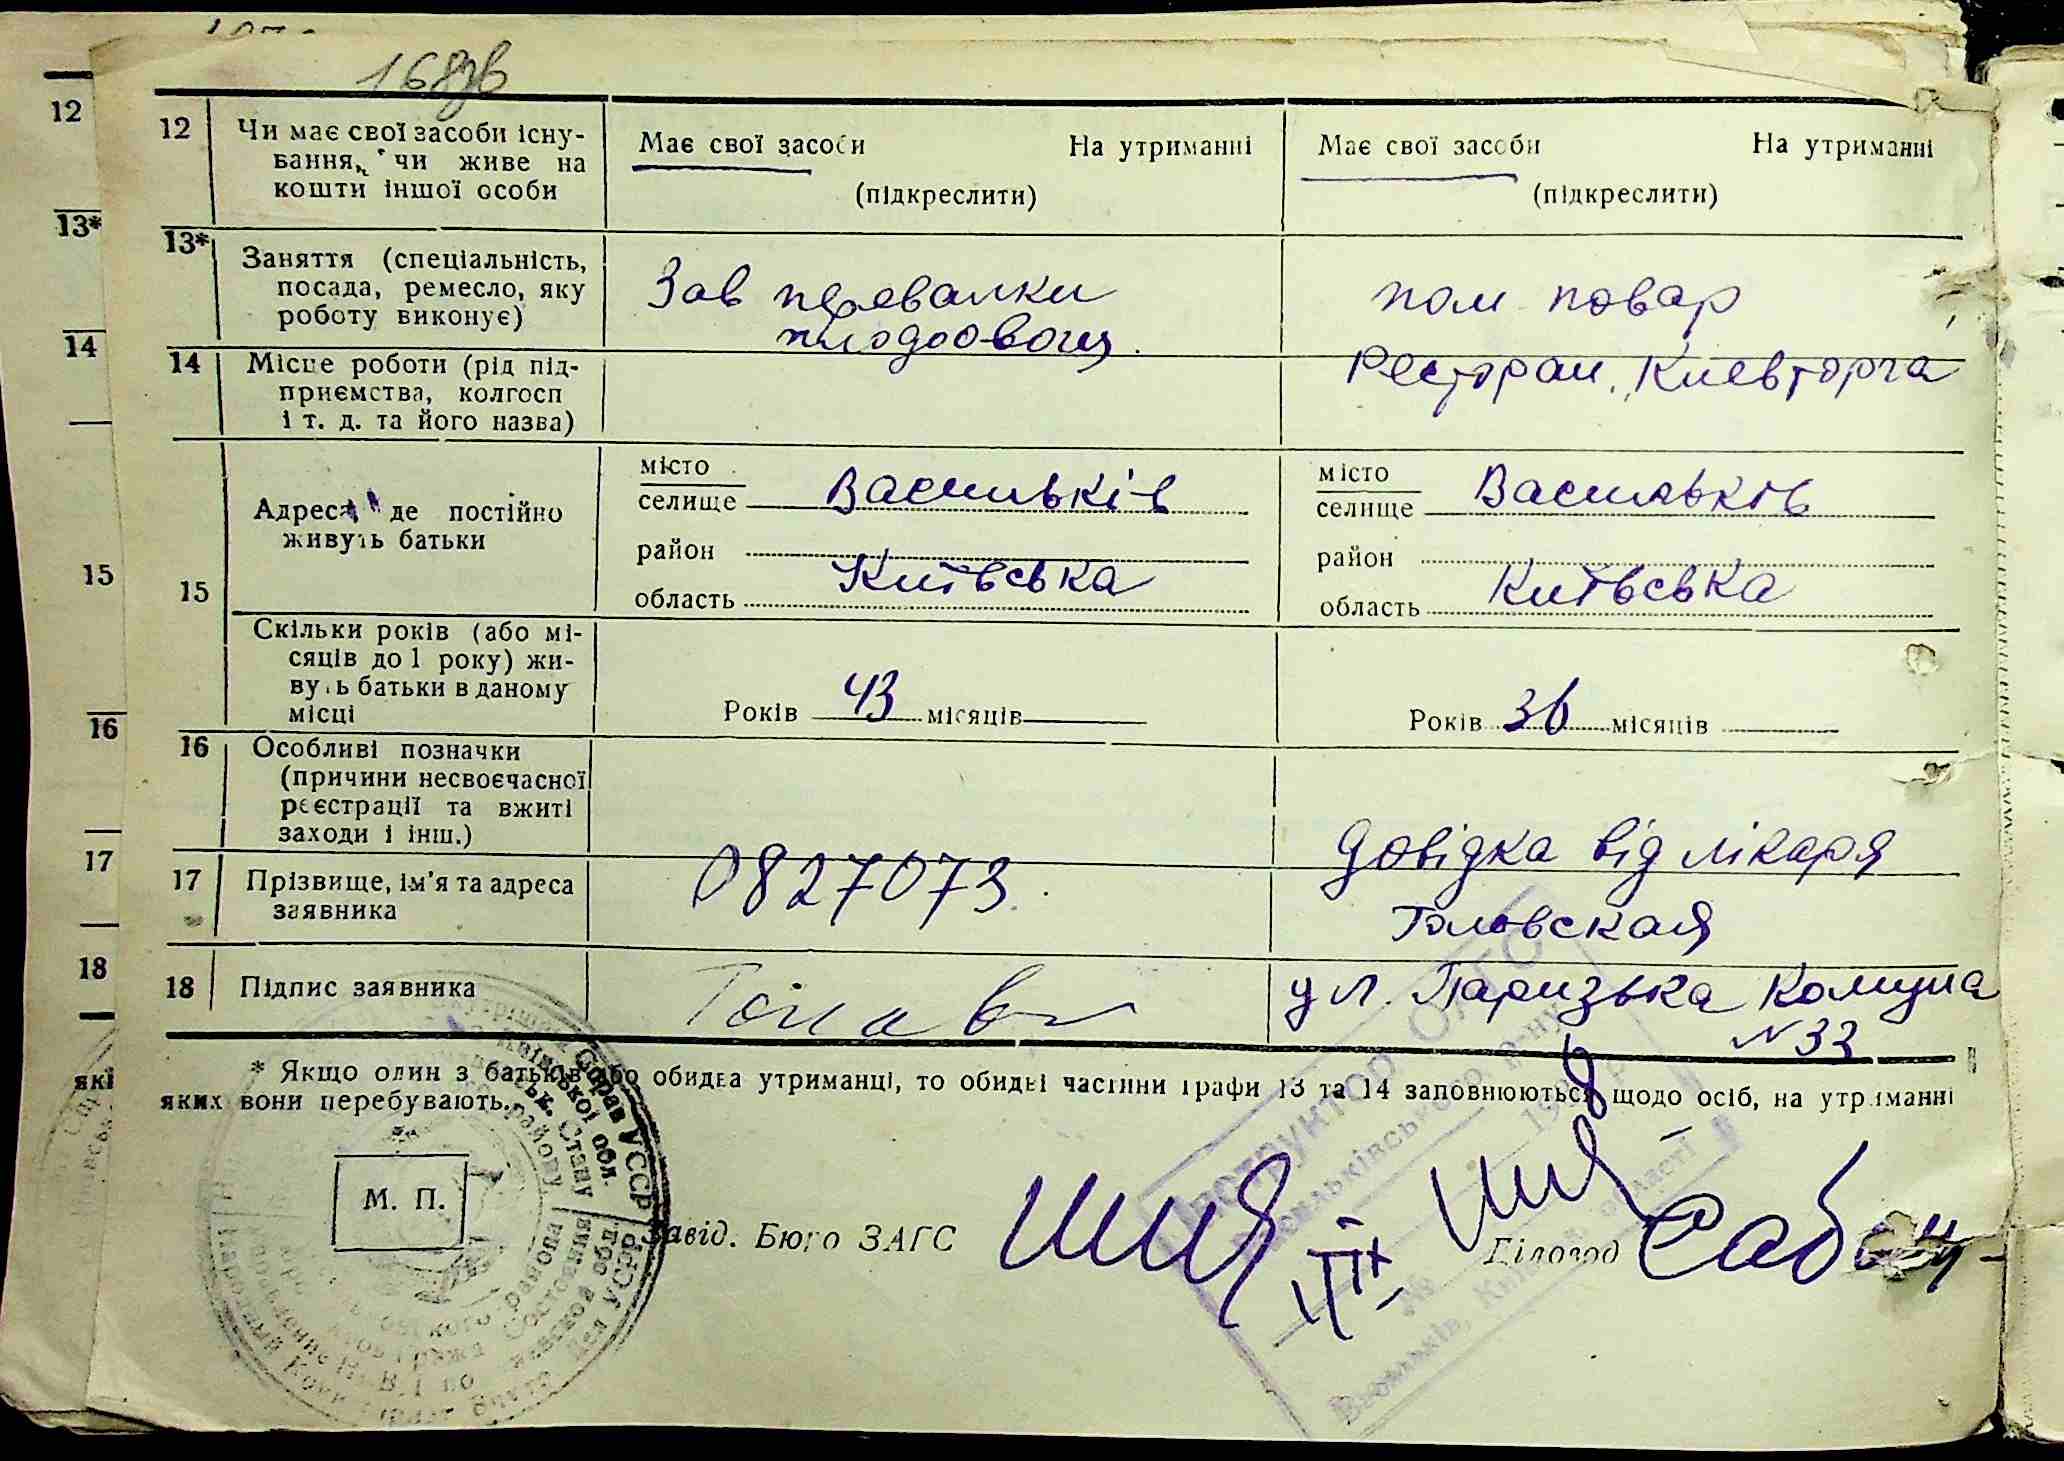 168зв
12 Чи має свої засоби існу-
вання, чи живе на
кошти іншої особи
Має свої засоби На утриманні
(підкреслити)
Має свої засоби На утриманні
(підкреслити)
13* Заняття (спеціальність,
посада, ремесло, яку
роботу виконує)
Зав перевалки
плодоовощ.
пом повар
14 Місце роботи (рід під-
приємства, колгосп
і т. д. та його назва)
Ресторан, Києвторга
15
Адреса, де постійно
живуть батьки
місто
селище Васильків
район
область Київська
місто
селище Васильків
район
область Київська
Скільки років (або мі-
сяців до 1 року) жи-
вуть батьки в даному
місці
Років 43 місяців
Років 36 місяців
16 Особливі позначки
(причини несвоєчасної
реєстрації та вжиті
заходи і інш.)
довідка від лікаря
17 Прізвище, ім’я та адреса
заявника
0827073.
18 Підпис заявника
ул. Паризька Комуна
N 33
* Якщо один з батьків або обидва утриманці, то обидві частини графи 13 та 14 заповнюються щодо осіб, на утриманні
яких вони перебувають.
М. П.
Завід. Бюро ЗАГС
Діловод
12
13*
14
15
16
17
18
які